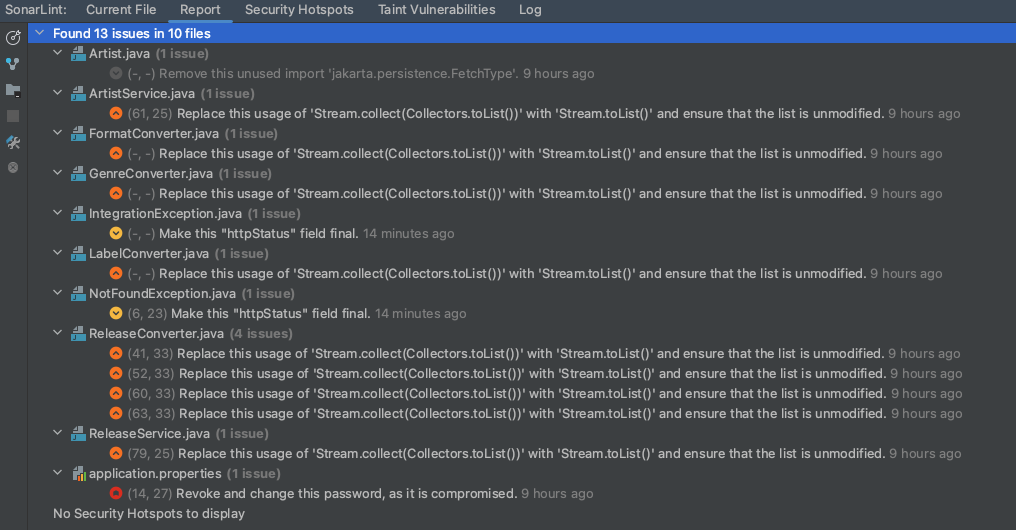 SonarLint: Current File Report Security Hotspots Taint Vulnerabilities Log
Found 13 issues in 10 files
Artist.java (1 issue)
(-, -) Remove this unused import 'jakarta.persistence.FetchType'. 9 hours ago
ArtistService.java (1 issue)
(61, 25) Replace this usage of 'Stream.collect(Collectors.toList())' with 'Stream.toList()' and ensure that the list is unmodified. 9 hours ago
FormatConverter.java (1 issue)
(-, -) Replace this usage of 'Stream.collect(Collectors.toList())' with 'Stream.toList()' and ensure that the list is unmodified. 9 hours ago
GenreConverter.java (1 issue)
(-, -) Replace this usage of 'Stream.collect(Collectors.toList())' with 'Stream.toList()' and ensure that the list is unmodified. 9 hours ago
IntegrationException.java (1 issue)
(-, -) Make this "httpStatus" field final. 14 minutes ago
LabelConverter.java (1 issue)
(-, -) Replace this usage of 'Stream.collect(Collectors.toList())' with 'Stream.toList()' and ensure that the list is unmodified. 9 hours ago
NotFoundException.java (1 issue)
(6, 23) Make this "httpStatus" field final. 14 minutes ago
ReleaseConverter.java (4 issues)
(41, 33) Replace this usage of 'Stream.collect(Collectors.toList())' with 'Stream.toList()' and ensure that the list is unmodified. 9 hours ago
(52, 33) Replace this usage of 'Stream.collect(Collectors.toList())' with 'Stream.toList()' and ensure that the list is unmodified. 9 hours ago
(60, 33) Replace this usage of 'Stream.collect(Collectors.toList())' with 'Stream.toList()' and ensure that the list is unmodified. 9 hours ago
(63, 33) Replace this usage of 'Stream.collect(Collectors.toList())' with 'Stream.toList()' and ensure that the list is unmodified. 9 hours ago
ReleaseService.java (1 issue)
(79, 25) Replace this usage of 'Stream.collect(Collectors.toList())' with 'Stream.toList()' and ensure that the list is unmodified. 9 hours ago
application.properties (1 issue)
(14, 27) Revoke and change this password, as it is compromised. 9 hours ago
No Security Hotspots to display